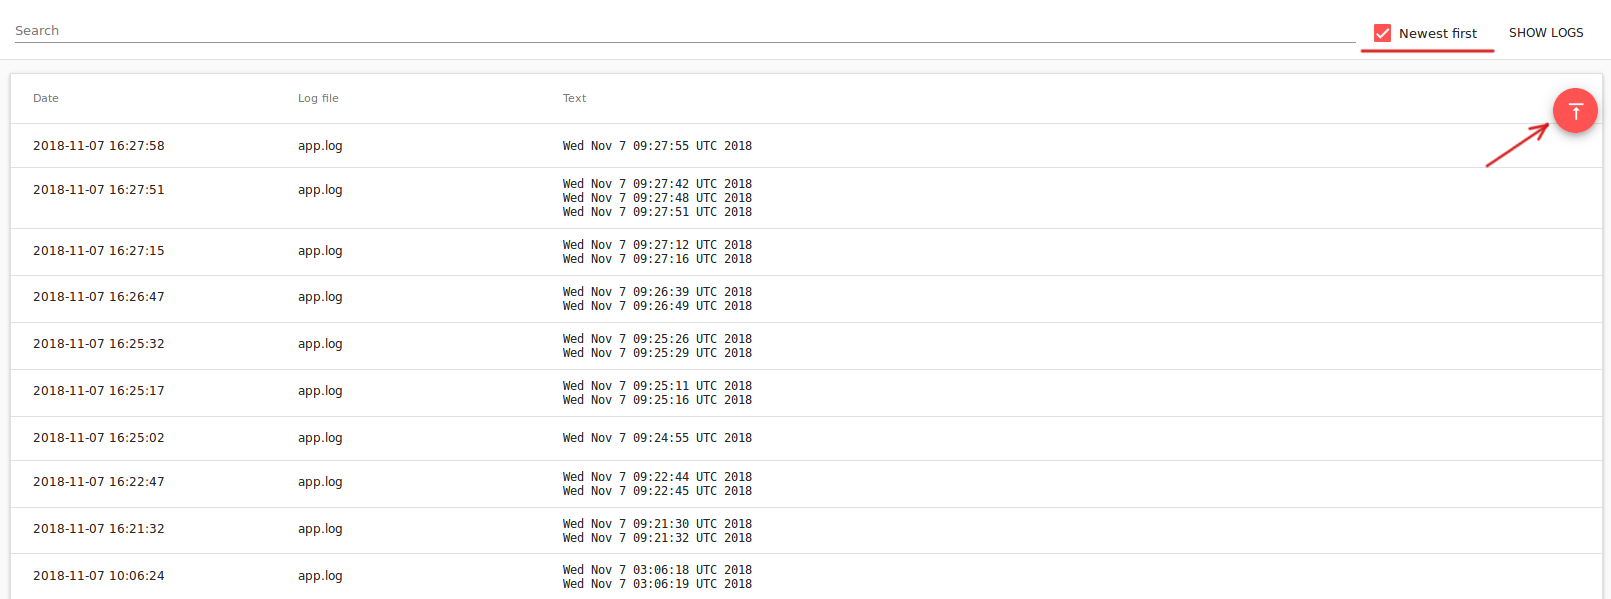 Search
Newest first
SHOW LOGS
Date Log file Text
2018-11-07 16:27:58 app.log Wed Nov 7 09:27:55 UTC 2018
2018-11-07 16:27:51 app.log Wed Nov 7 09:27:42 UTC 2018
Wed Nov 7 09:27:48 UTC 2018
Wed Nov 7 09:27:51 UTC 2018
2018-11-07 16:27:15 app.log Wed Nov 7 09:27:12 UTC 2018
Wed Nov 7 09:27:16 UTC 2018
2018-11-07 16:26:47 app.log Wed Nov 7 09:26:39 UTC 2018
Wed Nov 7 09:26:49 UTC 2018
2018-11-07 16:25:32 app.log Wed Nov 7 09:25:26 UTC 2018
Wed Nov 7 09:25:29 UTC 2018
2018-11-07 16:25:17 app.log Wed Nov 7 09:25:11 UTC 2018
Wed Nov 7 09:25:16 UTC 2018
2018-11-07 16:25:02 app.log Wed Nov 7 09:24:55 UTC 2018
2018-11-07 16:22:47 app.log Wed Nov 7 09:22:44 UTC 2018
Wed Nov 7 09:22:45 UTC 2018
2018-11-07 16:21:32 app.log Wed Nov 7 09:21:30 UTC 2018
Wed Nov 7 09:21:32 UTC 2018
2018-11-07 10:06:24 app.log Wed Nov 7 03:06:18 UTC 2018
Wed Nov 7 03:06:19 UTC 2018